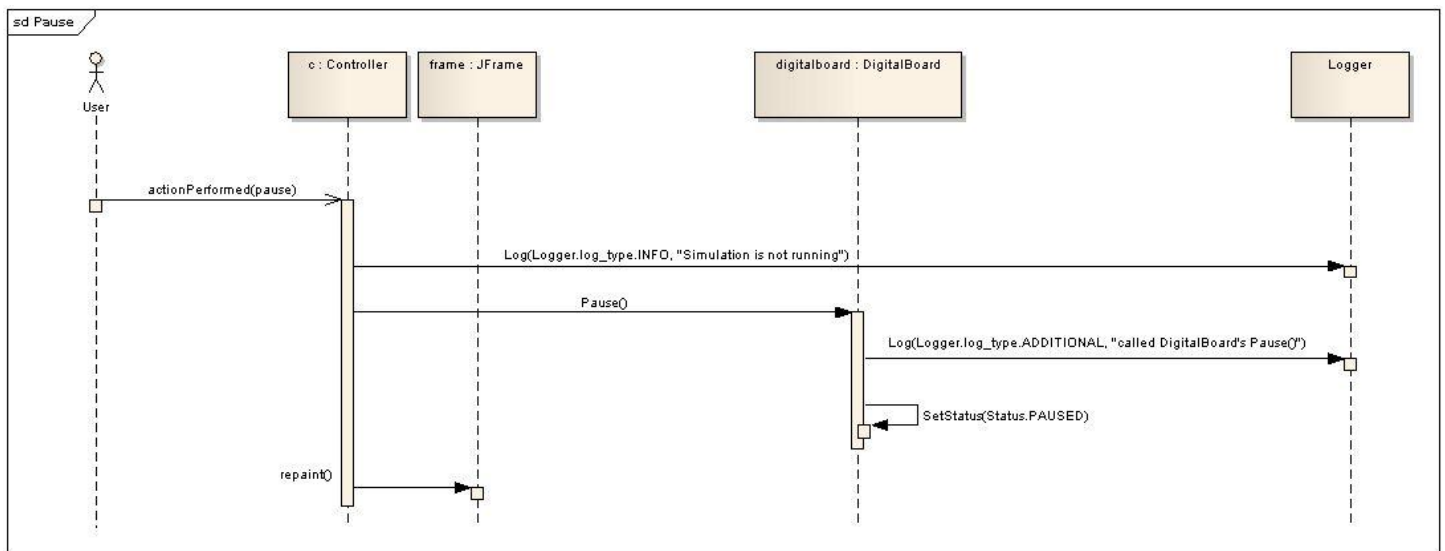 sd Pause
User
c : Controller
frame : JFrame
digitalboard : DigitalBoard
Logger
actionPerformed(pause)
Log(Logger.log_type.INFO, "Simulation is not running")
Pause()
Log(Logger.log_type.ADDITIONAL, "called DigitalBoard's Pause()")
SetStatus(Status.PAUSED)
repaint()